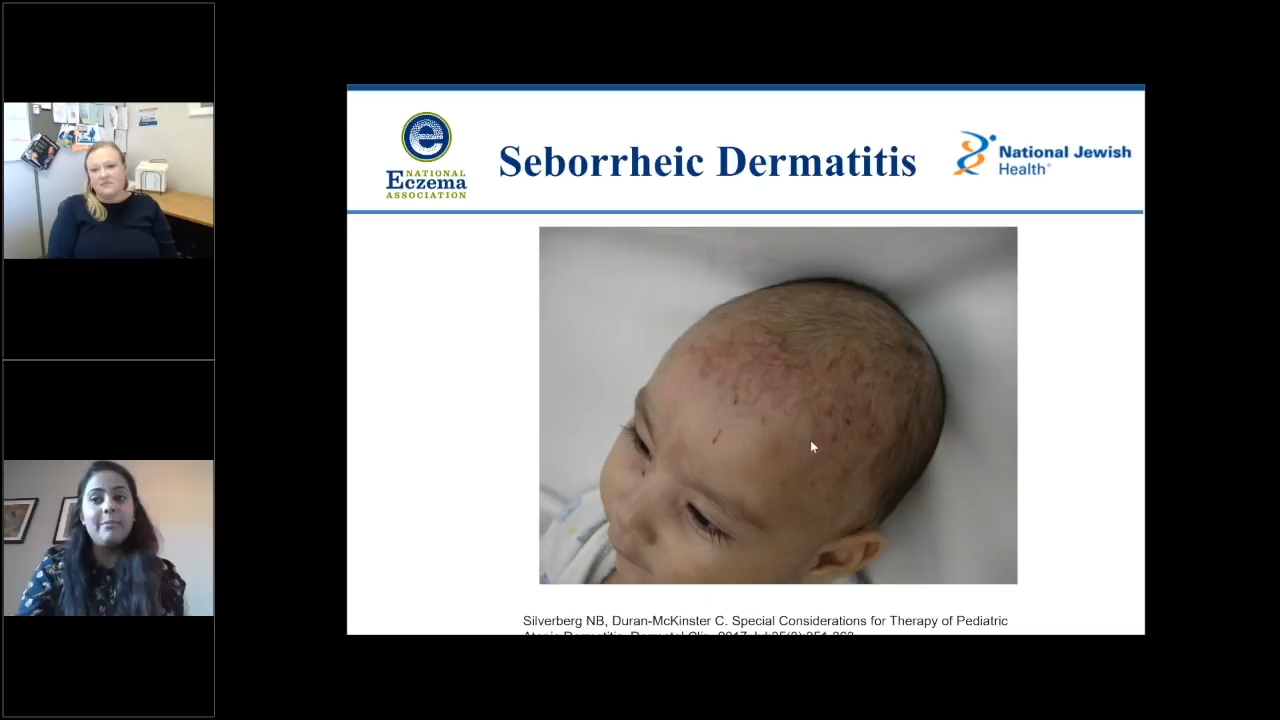 NATIONAL
Eczema
ASSOCIATION
Seborrheic Dermatitis
National Jewish
Health
Silverberg NB, Duran-McKinster C. Special Considerations for Therapy of Pediatric